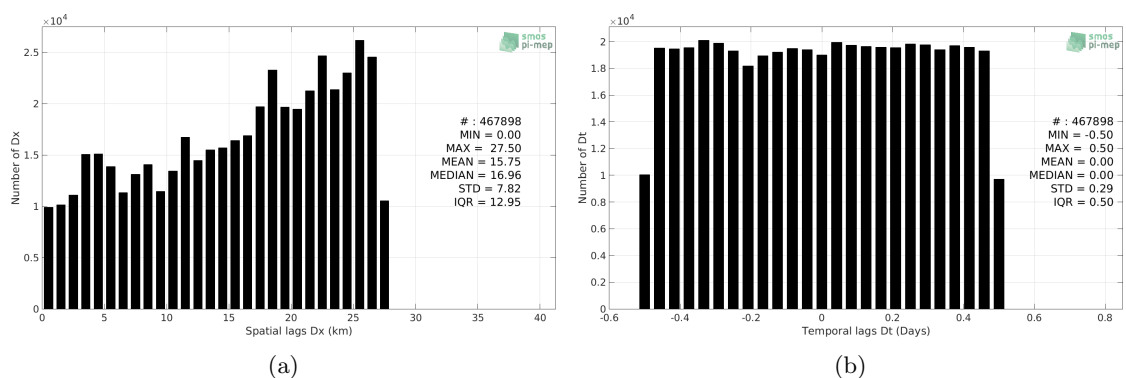 ×10⁴
2.5
2
1.5
1
0.5
0
Number of Dx
0 5 10 15 20 25 30 35 40
Spatial lags Dx (km)
smos
pi-mep
# : 467898
MIN = 0.00
MAX = 27.50
MEAN = 15.75
MEDIAN = 16.96
STD = 7.82
IQR = 12.95
(a)
×10⁴
2
1.8
1.6
1.4
1.2
1
0.8
0.6
0.4
0.2
0
Number of Dt
-0.6 -0.4 -0.2 0 0.2 0.4 0.6 0.8
Temporal lags Dt (Days)
smos
pi-mep
# : 467898
MIN = -0.50
MAX = 0.50
MEAN = 0.00
MEDIAN = 0.00
STD = 0.29
IQR = 0.50
(b)